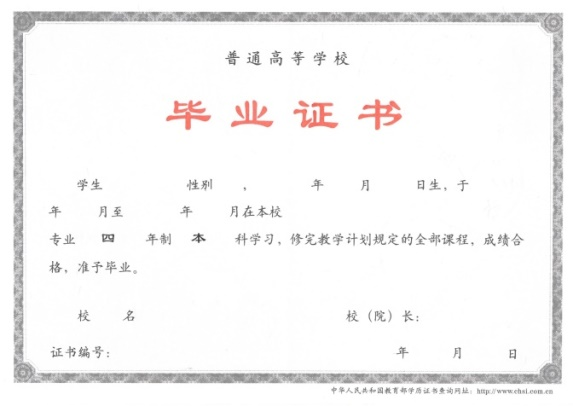 普通高等学校
毕业证书
学生 性别 ， 年 月 日生，于
年 月至 年 月在本校
专业 四 年制 本 科学习，修完教学计划规定的全部课程，成绩合
格，准予毕业。
校 名 校（院）长：
证书编号： 年 月 日
中华人民共和国教育部学历证书查询网址：http://www.chsi.com.cn